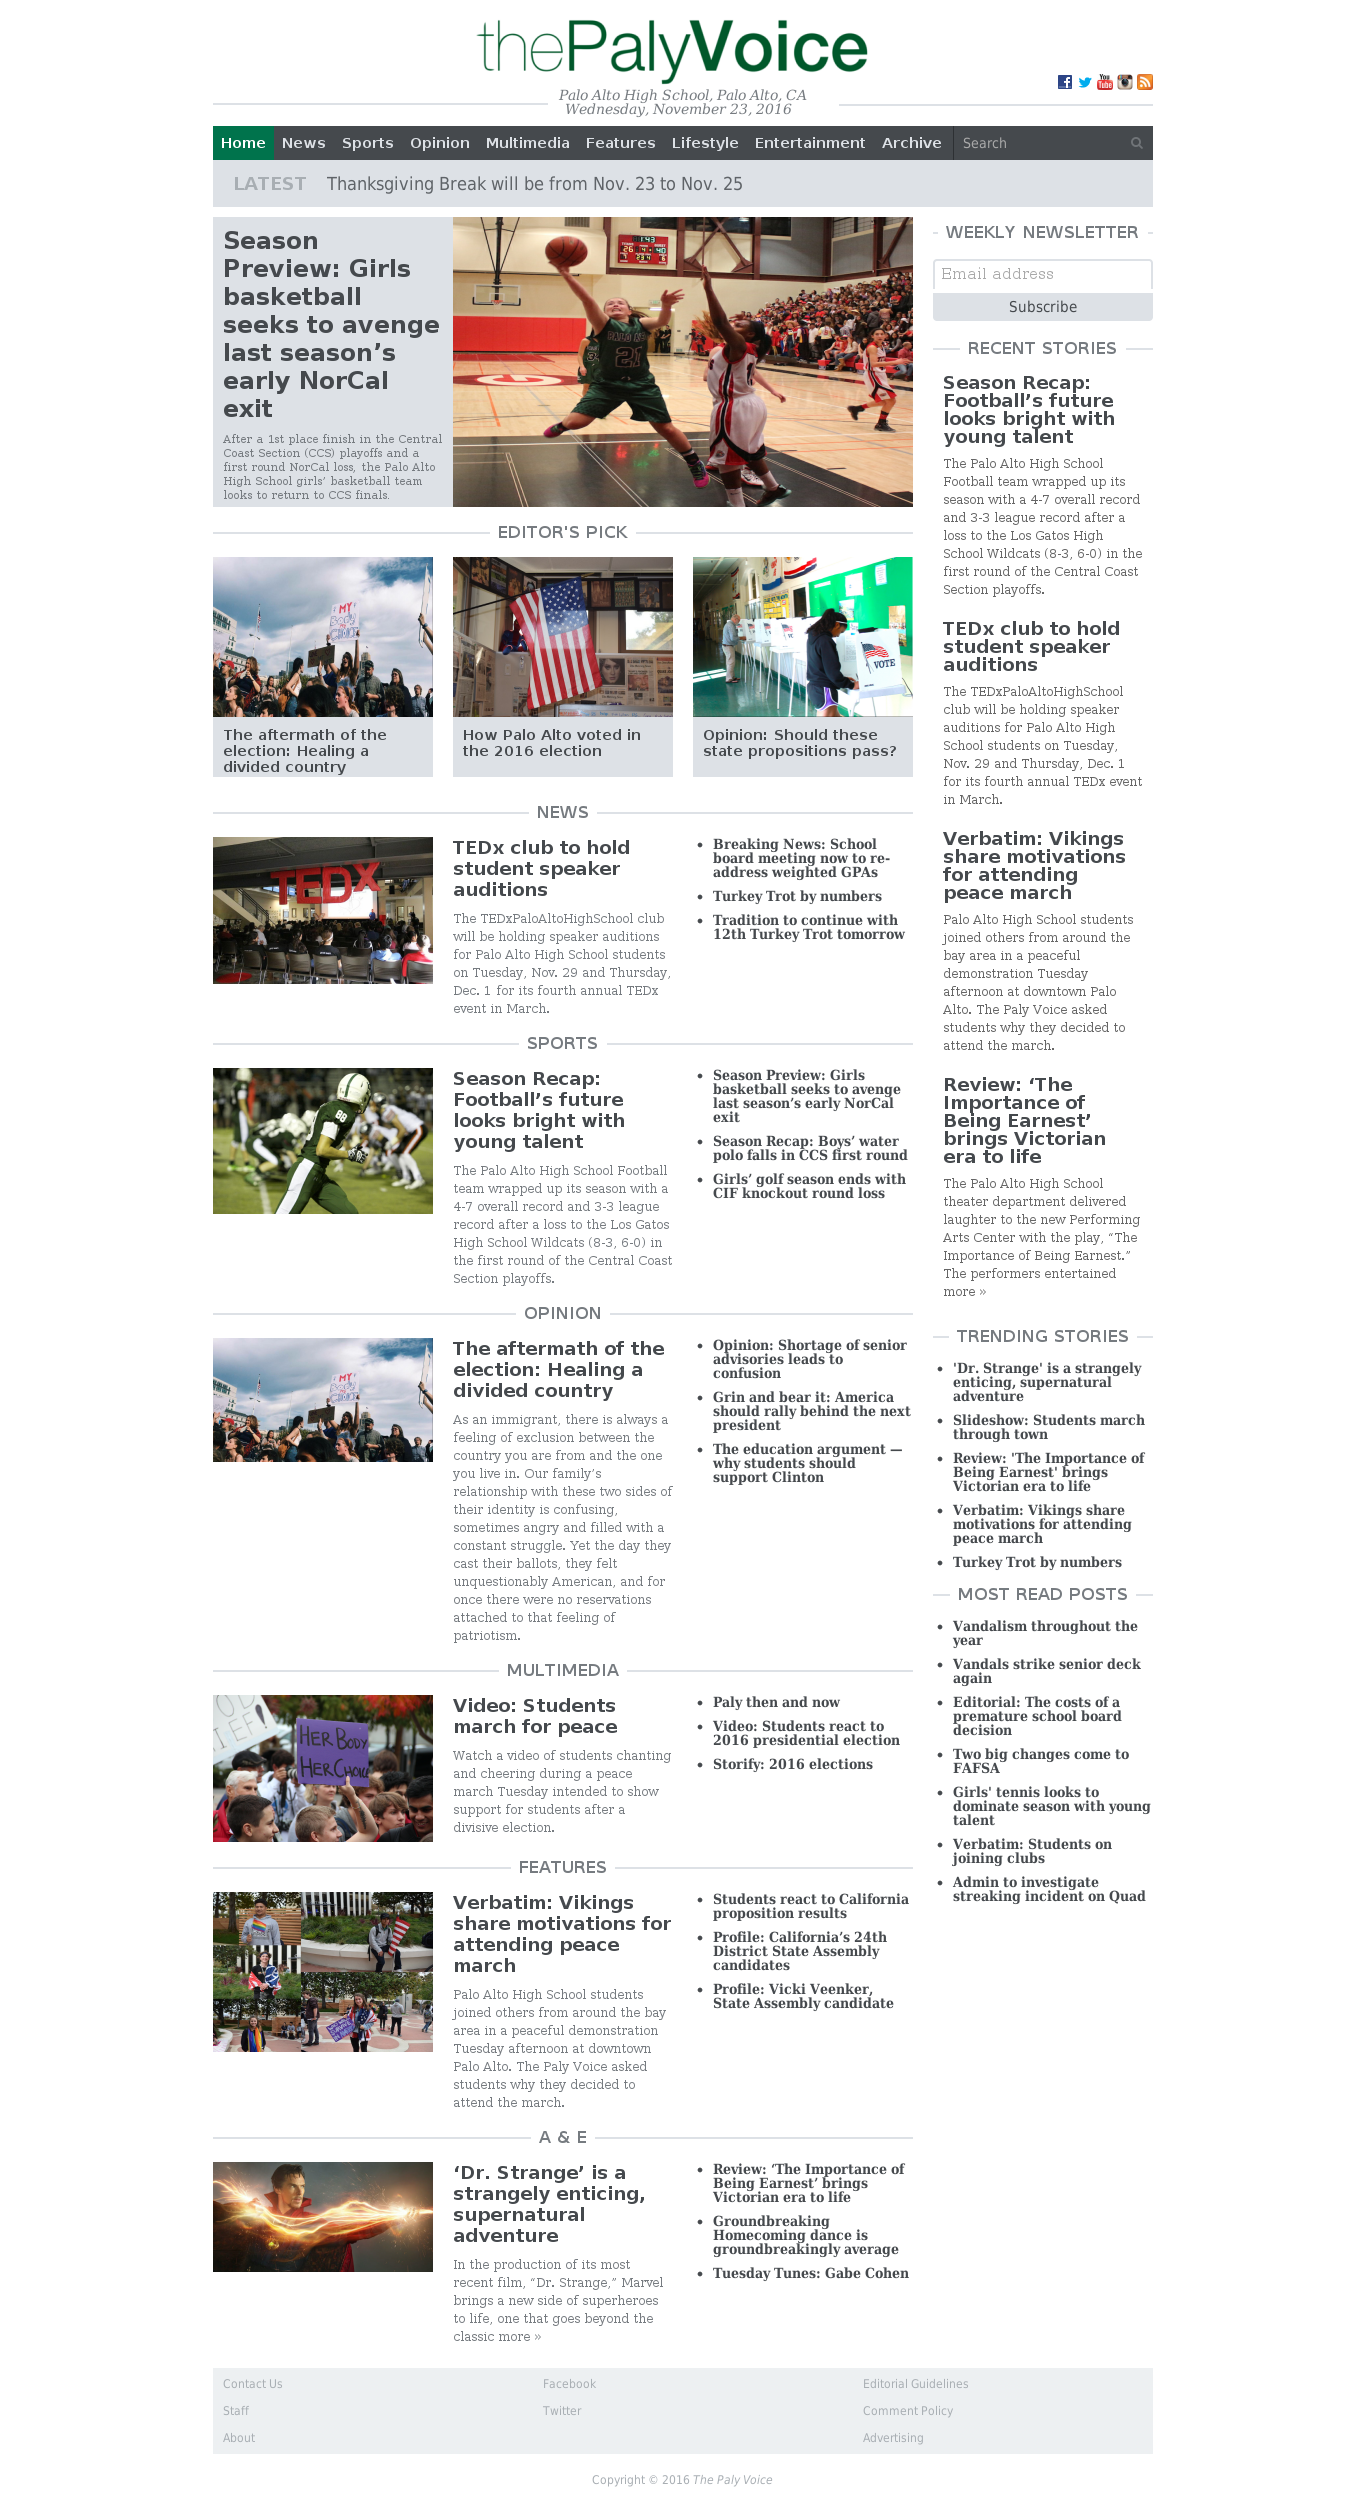 thePalyVoice
Palo Alto High School, Palo Alto, CA
Wednesday, November 23, 2016
Home News Sports Opinion Multimedia Features Lifestyle Entertainment Archive Search
LATEST Thanksgiving Break will be from Nov. 23 to Nov. 25
Season
Preview: Girls
basketball
seeks to avenge
last season’s
early NorCal
exit
After a 1st place finish in the Central
Coast Section (CCS) playoffs and a
first round NorCal loss, the Palo Alto
High School girls’ basketball team
looks to return to CCS finals.
EDITOR'S PICK
MY
Body
MY
CHOICE
VOTE
The aftermath of the
election: Healing a
divided country
How Palo Alto voted in
the 2016 election
Opinion: Should these
state propositions pass?
NEWS
TEDx
TEDx club to hold
student speaker
auditions
The TEDxPaloAltoHighSchool club
will be holding speaker auditions
for Palo Alto High School students
on Tuesday, Nov. 29 and Thursday,
Dec. 1 for its fourth annual TEDx
event in March.
Breaking News: School
board meeting now to re-
address weighted GPAs
Turkey Trot by numbers
Tradition to continue with
12th Turkey Trot tomorrow
SPORTS
88
Season Recap:
Football’s future
looks bright with
young talent
The Palo Alto High School Football
team wrapped up its season with a
4-7 overall record and 3-3 league
record after a loss to the Los Gatos
High School Wildcats (8-3, 6-0) in
the first round of the Central Coast
Section playoffs.
Season Preview: Girls
basketball seeks to avenge
last season’s early NorCal
exit
Season Recap: Boys’ water
polo falls in CCS first round
Girls’ golf season ends with
CIF knockout round loss
OPINION
The aftermath of the
election: Healing a
divided country
As an immigrant, there is always a
feeling of exclusion between the
country you are from and the one
you live in. Our family’s
relationship with these two sides of
their identity is confusing,
sometimes angry and filled with a
constant struggle. Yet the day they
cast their ballots, they felt
unquestionably American, and for
once there were no reservations
attached to that feeling of
patriotism.
Opinion: Shortage of senior
advisories leads to
confusion
Grin and bear it: America
should rally behind the next
president
The education argument —
why students should
support Clinton
MULTIMEDIA
HER BODY
HER CHOICE
Video: Students
march for peace
Watch a video of students chanting
and cheering during a peace
march Tuesday intended to show
support for students after a
divisive election.
Paly then and now
Video: Students react to
2016 presidential election
Storify: 2016 elections
FEATURES
Verbatim: Vikings
share motivations for
attending peace
march
Palo Alto High School students
joined others from around the bay
area in a peaceful demonstration
Tuesday afternoon at downtown
Palo Alto. The Paly Voice asked
students why they decided to
attend the march.
Students react to California
proposition results
Profile: California’s 24th
District State Assembly
candidates
Profile: Vicki Veenker,
State Assembly candidate
A & E
‘Dr. Strange’ is a
strangely enticing,
supernatural
adventure
In the production of its most
recent film, “Dr. Strange,” Marvel
brings a new side of superheroes
to life, one that goes beyond the
classic more »
Review: ‘The Importance of
Being Earnest’ brings
Victorian era to life
Groundbreaking
Homecoming dance is
groundbreakingly average
Tuesday Tunes: Gabe Cohen
WEEKLY NEWSLETTER
Email address
Subscribe
RECENT STORIES
Season Recap:
Football’s future
looks bright with
young talent
The Palo Alto High School
Football team wrapped up its
season with a 4-7 overall record
and 3-3 league record after a
loss to the Los Gatos High
School Wildcats (8-3, 6-0) in the
first round of the Central Coast
Section playoffs.
TEDx club to hold
student speaker
auditions
The TEDxPaloAltoHighSchool
club will be holding speaker
auditions for Palo Alto High
School students on Tuesday,
Nov. 29 and Thursday, Dec. 1
for its fourth annual TEDx event
in March.
Verbatim: Vikings
share motivations
for attending
peace march
Palo Alto High School students
joined others from around the
bay area in a peaceful
demonstration Tuesday
afternoon at downtown Palo
Alto. The Paly Voice asked
students why they decided to
attend the march.
Review: ‘The
Importance of
Being Earnest’
brings Victorian
era to life
The Palo Alto High School
theater department delivered
laughter to the new Performing
Arts Center with the play, “The
Importance of Being Earnest.”
The performers entertained
more »
TRENDING STORIES
'Dr. Strange' is a strangely
enticing, supernatural
adventure
Slideshow: Students march
through town
Review: 'The Importance of
Being Earnest' brings
Victorian era to life
Verbatim: Vikings share
motivations for attending
peace march
Turkey Trot by numbers
MOST READ POSTS
Vandalism throughout the
year
Vandals strike senior deck
again
Editorial: The costs of a
premature school board
decision
Two big changes come to
FAFSA
Girls' tennis looks to
dominate season with young
talent
Verbatim: Students on
joining clubs
Admin to investigate
streaking incident on Quad
Contact Us Facebook Editorial Guidelines
Staff Twitter Comment Policy
About Advertising
Copyright © 2016 The Paly Voice